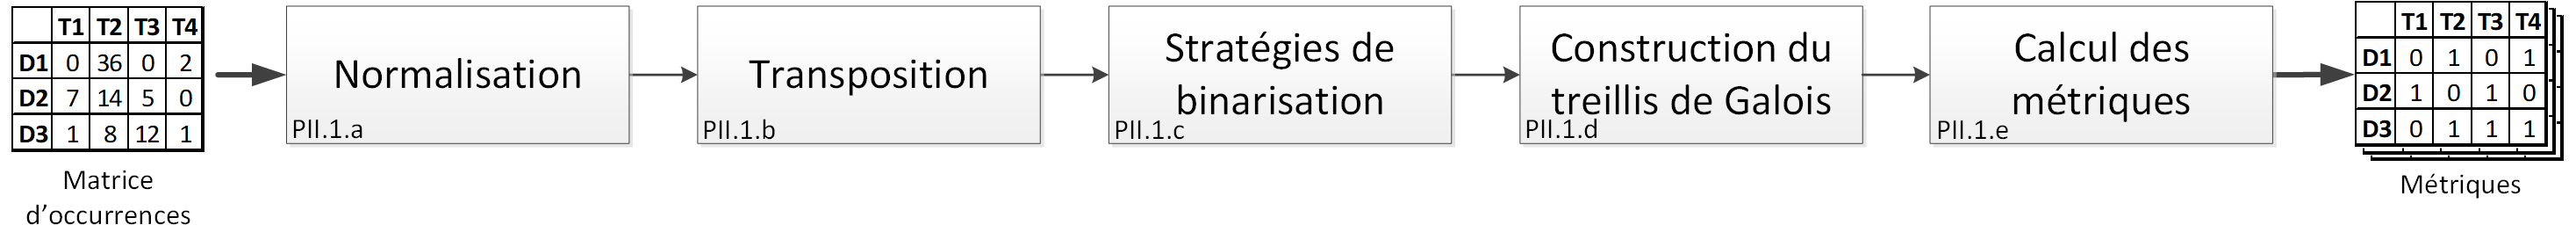 T1 T2 T3 T4
D1 0 36 0 2
D2 7 14 5 0
D3 1 8 12 1
Matrice
d’occurrences
Normalisation
PII.1.a
Transposition
PII.1.b
Stratégies de
binarisation
PII.1.c
Construction du
treillis de Galois
PII.1.d
Calcul des
métriques
PII.1.e
T1 T2 T3 T4
D1 0 1 0 1
D2 1 0 1 0
D3 0 1 1 1
Métriques